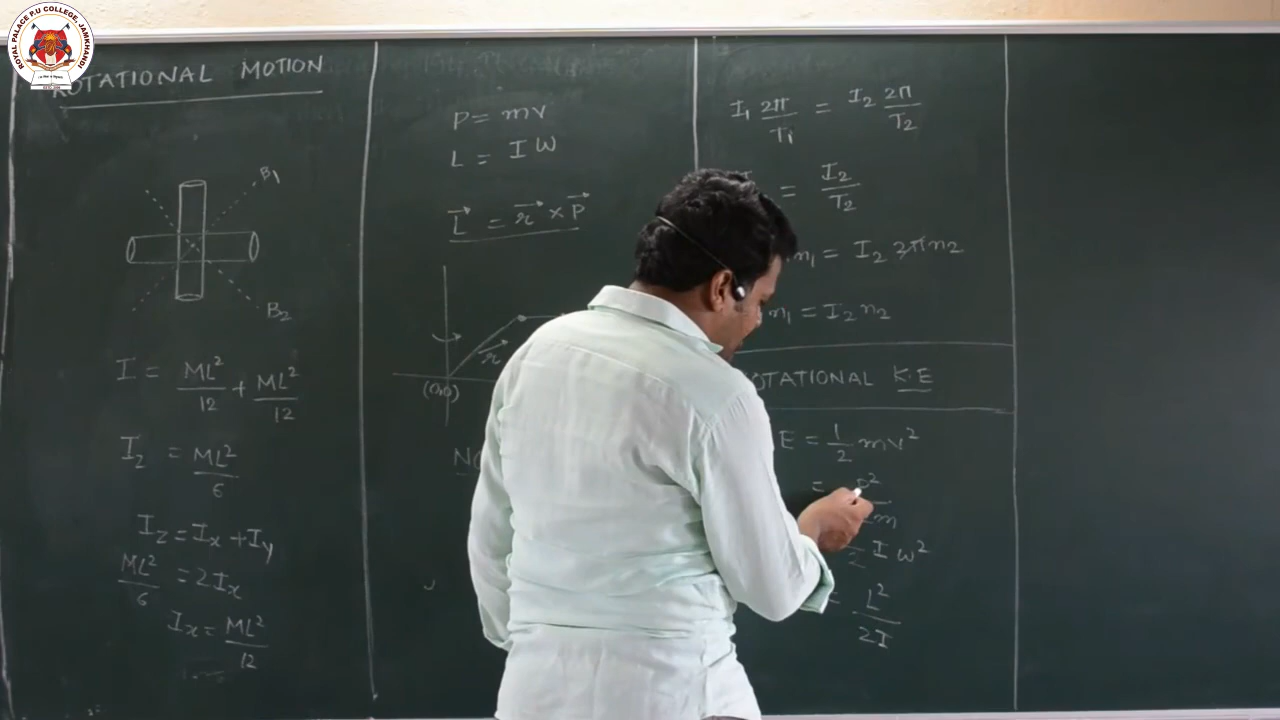 ROYAL PALACE P.U COLLEGE, JAMKHANDI
ROTATIONAL MOTION
B1
B2
I = ML²/12 + ML²/12
I2 = ML²/6
Iz = Ix + Iy
ML²/6 = 2Ix
Ix = ML²/12
P = mv
L = Iω
L⃗ = r⃗ × P⃗
r
(0,0)
I1 2π/T1 = I2 2π/T2
= I2/T2
n1 = I2 2πn2
n1 = I2 n2
ROTATIONAL K.E
E = 1/2 mv²
= P²/2m
I ω²
L²/2I